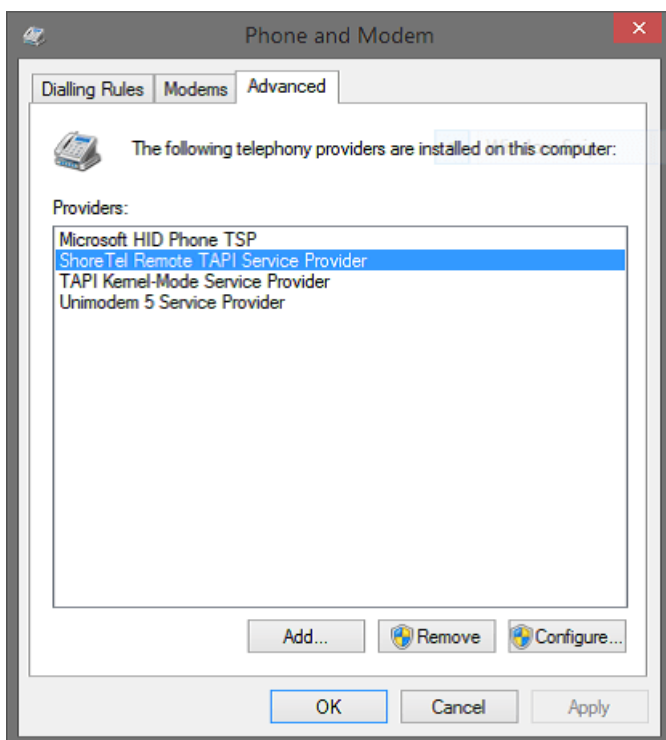 Phone and Modem
Dialling Rules Modems Advanced
The following telephony providers are installed on this computer:
Providers:
Microsoft HID Phone TSP
ShoreTel Remote TAPI Service Provider
TAPI Kernel-Mode Service Provider
Unimodem 5 Service Provider
Add... Remove Configure...
OK Cancel Apply